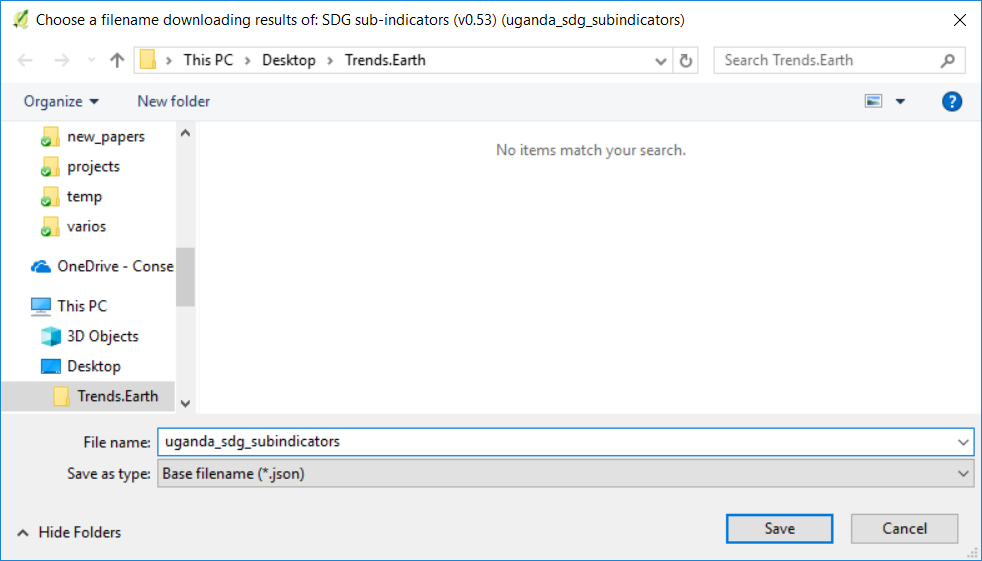 Choose a filename downloading results of: SDG sub-indicators (v0.53) (uganda_sdg_subindicators)
This PC Desktop Trends.Earth
Search Trends.Earth
Organize New folder
?
new_papers
projects
temp
varios
OneDrive - Conse
This PC
3D Objects
Desktop
Trends.Earth
No items match your search.
File name: uganda_sdg_subindicators
Save as type: Base filename (*.json)
Hide Folders
Save
Cancel